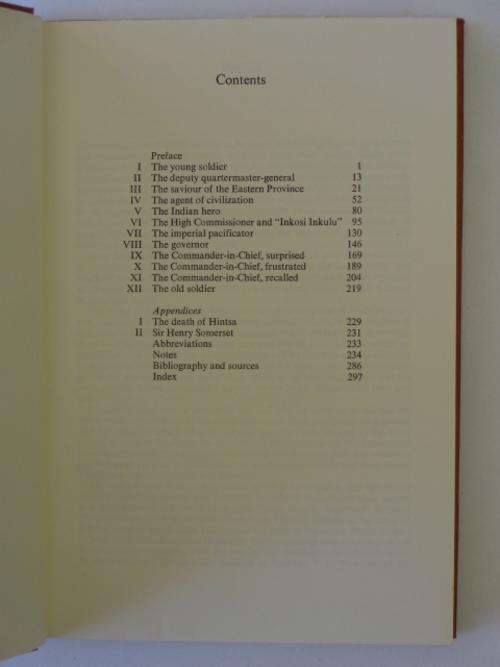 Contents
Preface
I The young soldier 1
II The deputy quartermaster-general 13
III The saviour of the Eastern Province 21
IV The agent of civilization 52
V The Indian hero 80
VI The High Commissioner and "Inkosi Inkulu" 95
VII The imperial pacificator 130
VIII The governor 146
IX The Commander-in-Chief, surprised 169
X The Commander-in-Chief, frustrated 189
XI The Commander-in-Chief, recalled 204
XII The old soldier 219
Appendices
I The death of Hintsa 229
II Sir Henry Somerset 231
Abbreviations 233
Notes 234
Bibliography and sources 286
Index 297